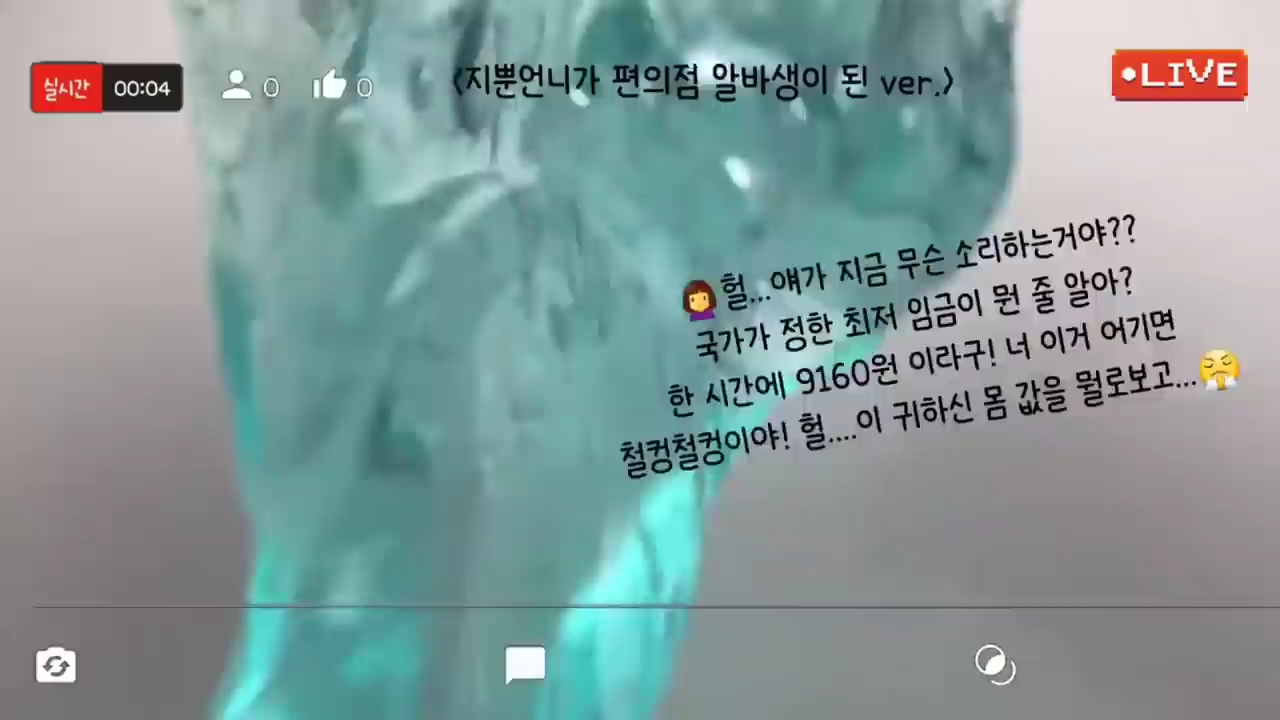 실시간 00:04 0 0 <지뿐언니가 편의점 알바생이 된 ver.> LIVE
헐...얘가 지금 무슨 소리하는거야??
국가가 정한 최저 임금이 뭔 줄 알아?
한 시간에 9160원 이라구! 너 이거 어기면
철컹철컹이야! 헐....이 귀하신 몸 값을 뭘로보고...